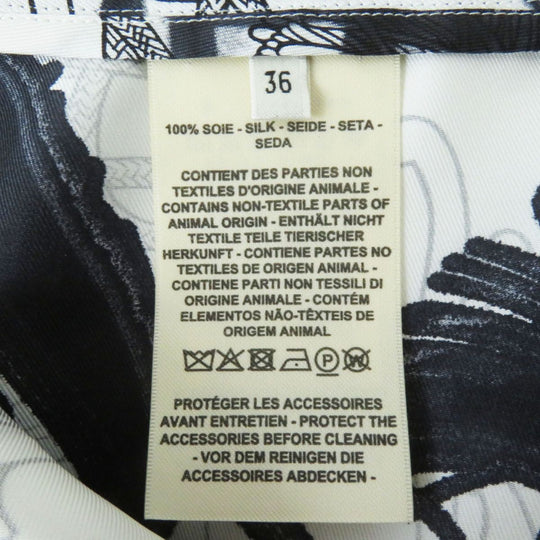 36
100% SOIE - SILK - SEIDE - SETA -
SEDA
CONTIENT DES PARTIES NON
TEXTILES D'ORIGINE ANIMALE -
CONTAINS NON-TEXTILE PARTS OF
ANIMAL ORIGIN - ENTHÄLT NICHT
TEXTILE TEILE TIERISCHER
HERKUNFT - CONTIENE PARTES NO
TEXTILES DE ORIGEN ANIMAL -
CONTIENE PARTI NON TESSILI DI
ORIGINE ANIMALE - CONTÉM
ELEMENTOS NÃO-TÊXTEIS DE
ORIGEM ANIMAL
P W
PROTÉGER LES ACCESSOIRES
AVANT ENTRETIEN - PROTECT THE
ACCESSORIES BEFORE CLEANING
- VOR DEM REINIGEN DIE
ACCESSOIRES ABDECKEN -